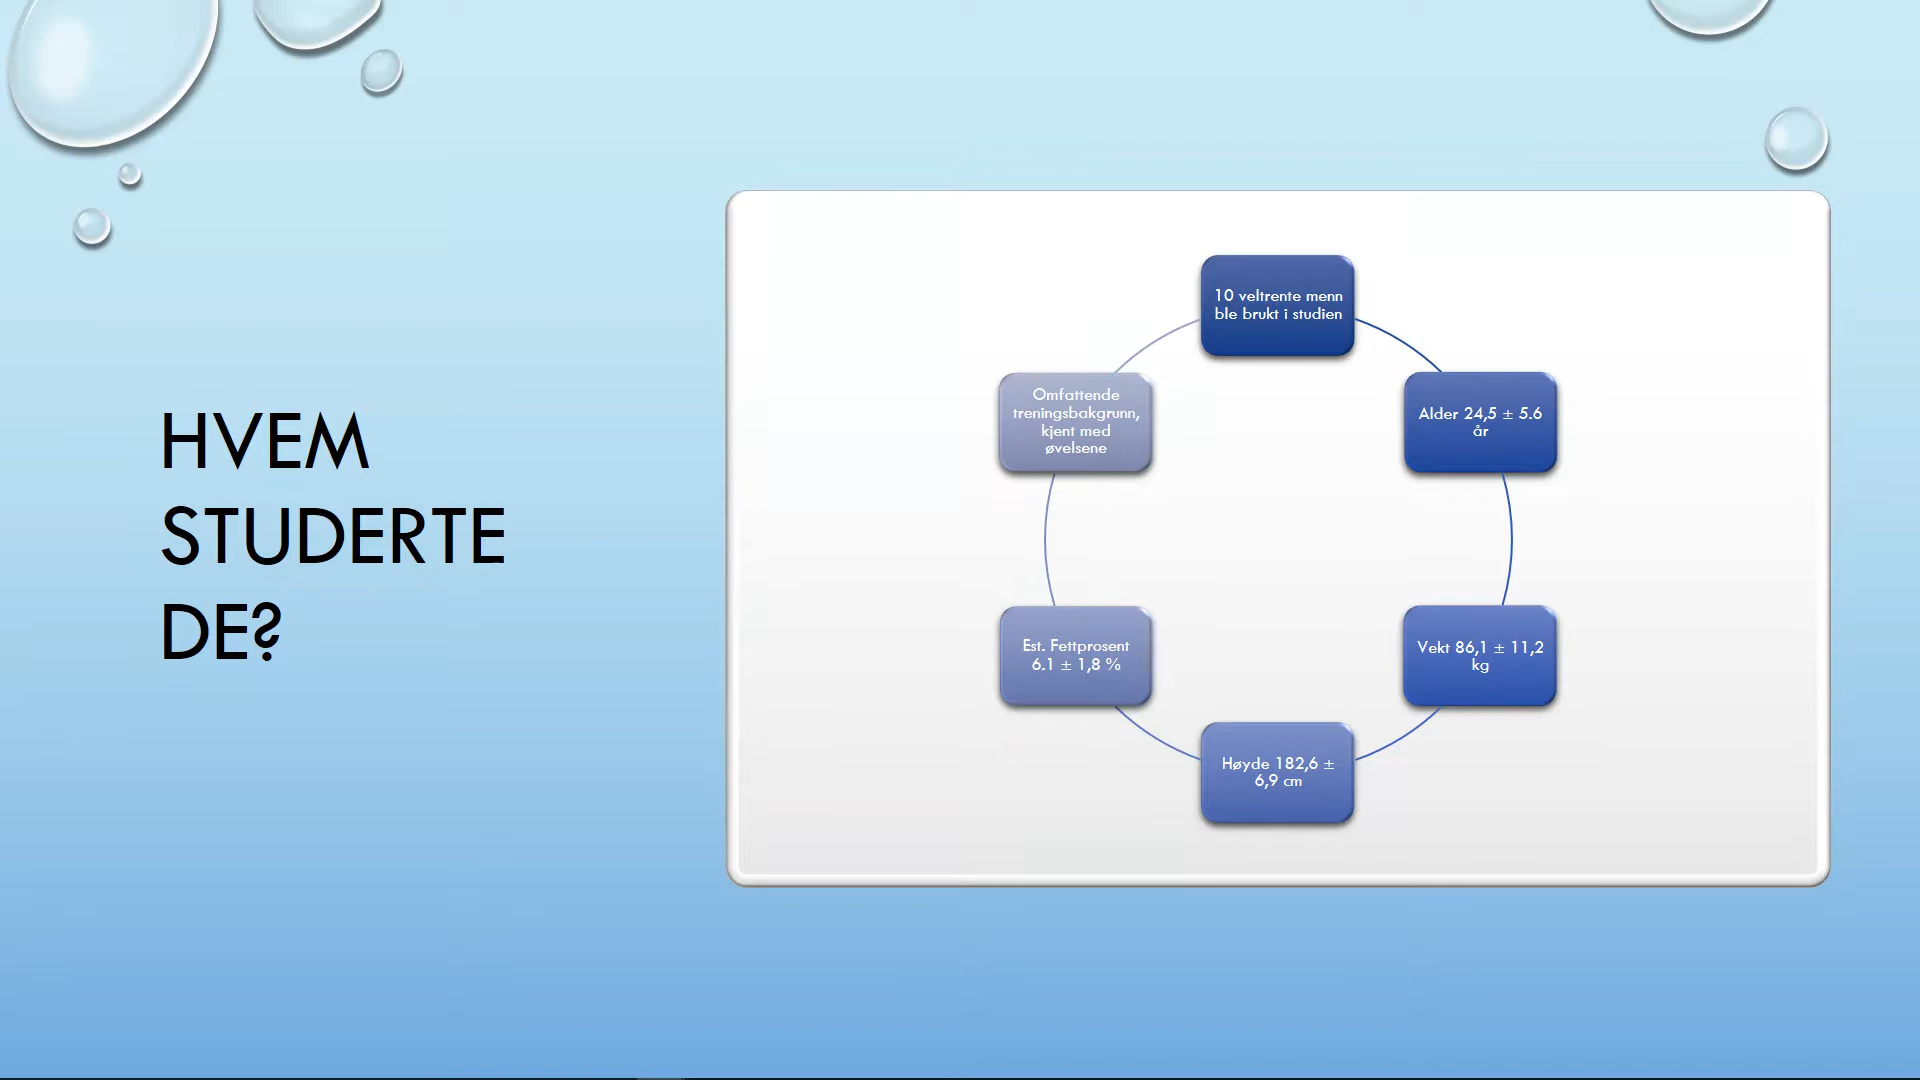 HVEM
STUDERTE
DE?
10 veltrente menn
ble brukt i studien
Alder 24,5 ± 5.6
år
Vekt 86,1 ± 11,2
kg
Høyde 182,6 ±
6,9 cm
Est. Fettprosent
6.1 ± 1,8 %
Omfattende
treningsbakgrunn,
kjent med
øvelsene